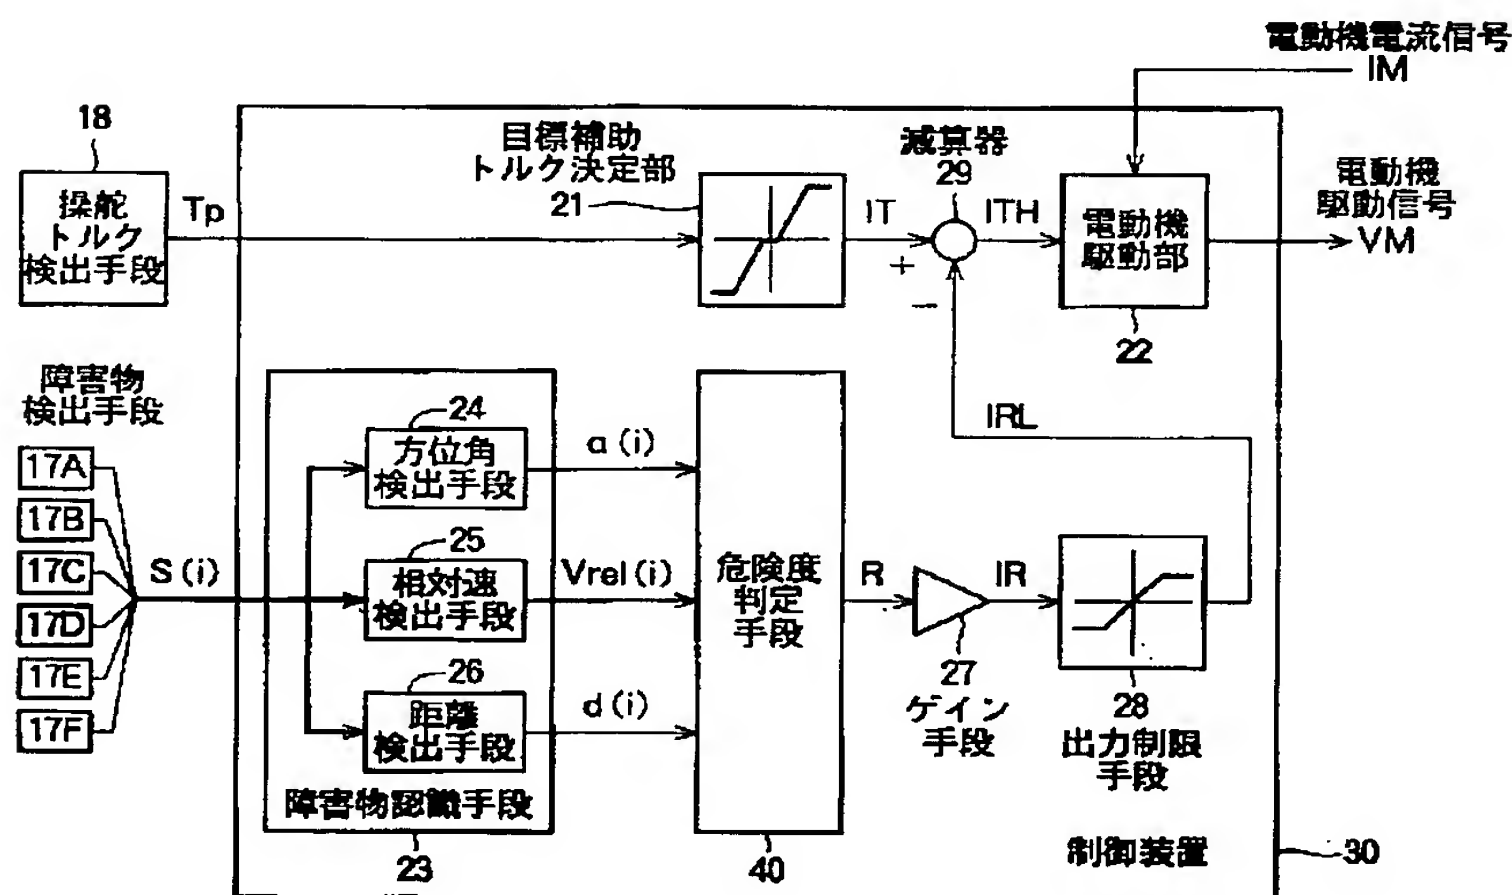 電動機電流信号
IM
18
操舵
トルク
検出手段
Tp
目標補助
トルク決定部
21
IT
+
−
減算器
29
ITH
電動機
駆動部
22
電動機
駆動信号
VM
障害物
検出手段
17A
17B
17C
17D
17E
17F
S(i)
24
方位角
検出手段
a(i)
25
相対速
検出手段
Vrel(i)
26
距離
検出手段
d(i)
障害物認識手段
23
危険度
判定
手段
40
R
27
ゲイン
手段
IR
28
出力制限
手段
IRL
制御装置
30